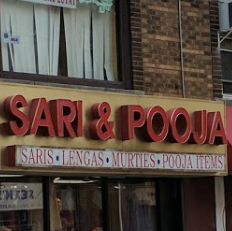 SARI & POOJA
SARIS • LENGAS • MURTIES • POOJA ITEMS